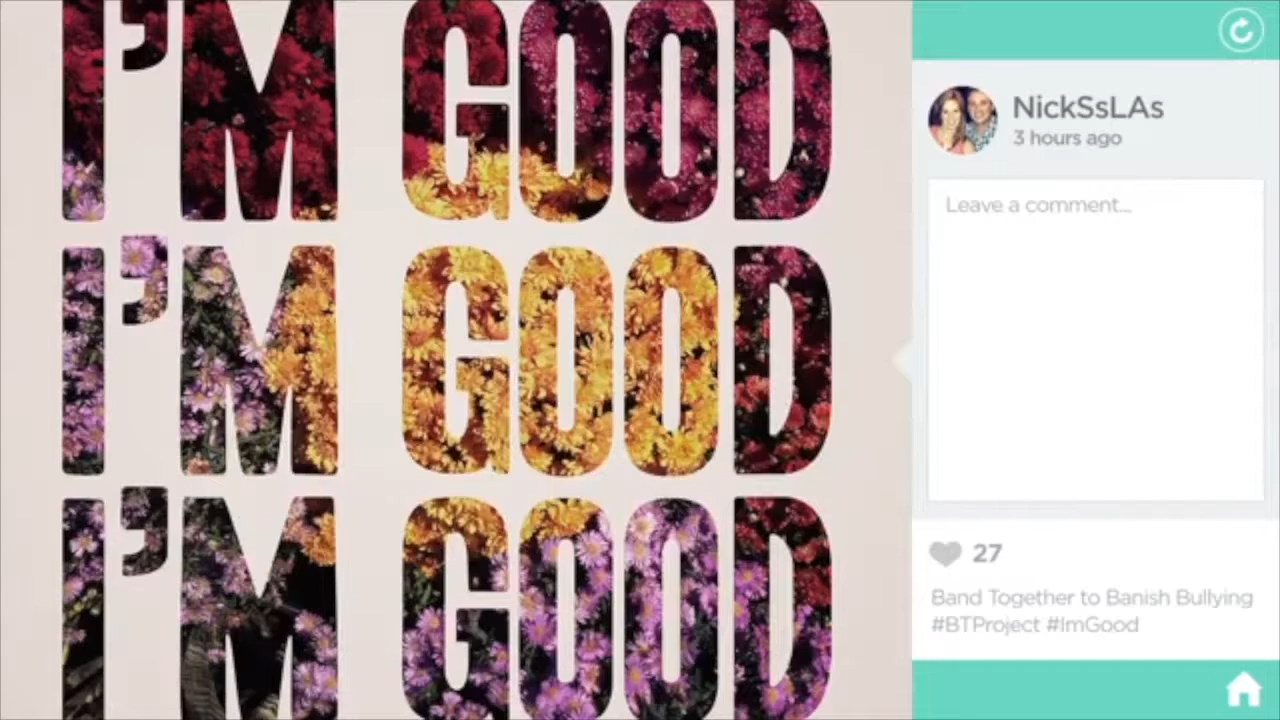 I'M GOOD
I'M GOOD
I'M GOOD
NickSsLAs
3 hours ago
Leave a comment...
27
Band Together to Banish Bullying
#BTProject #ImGood